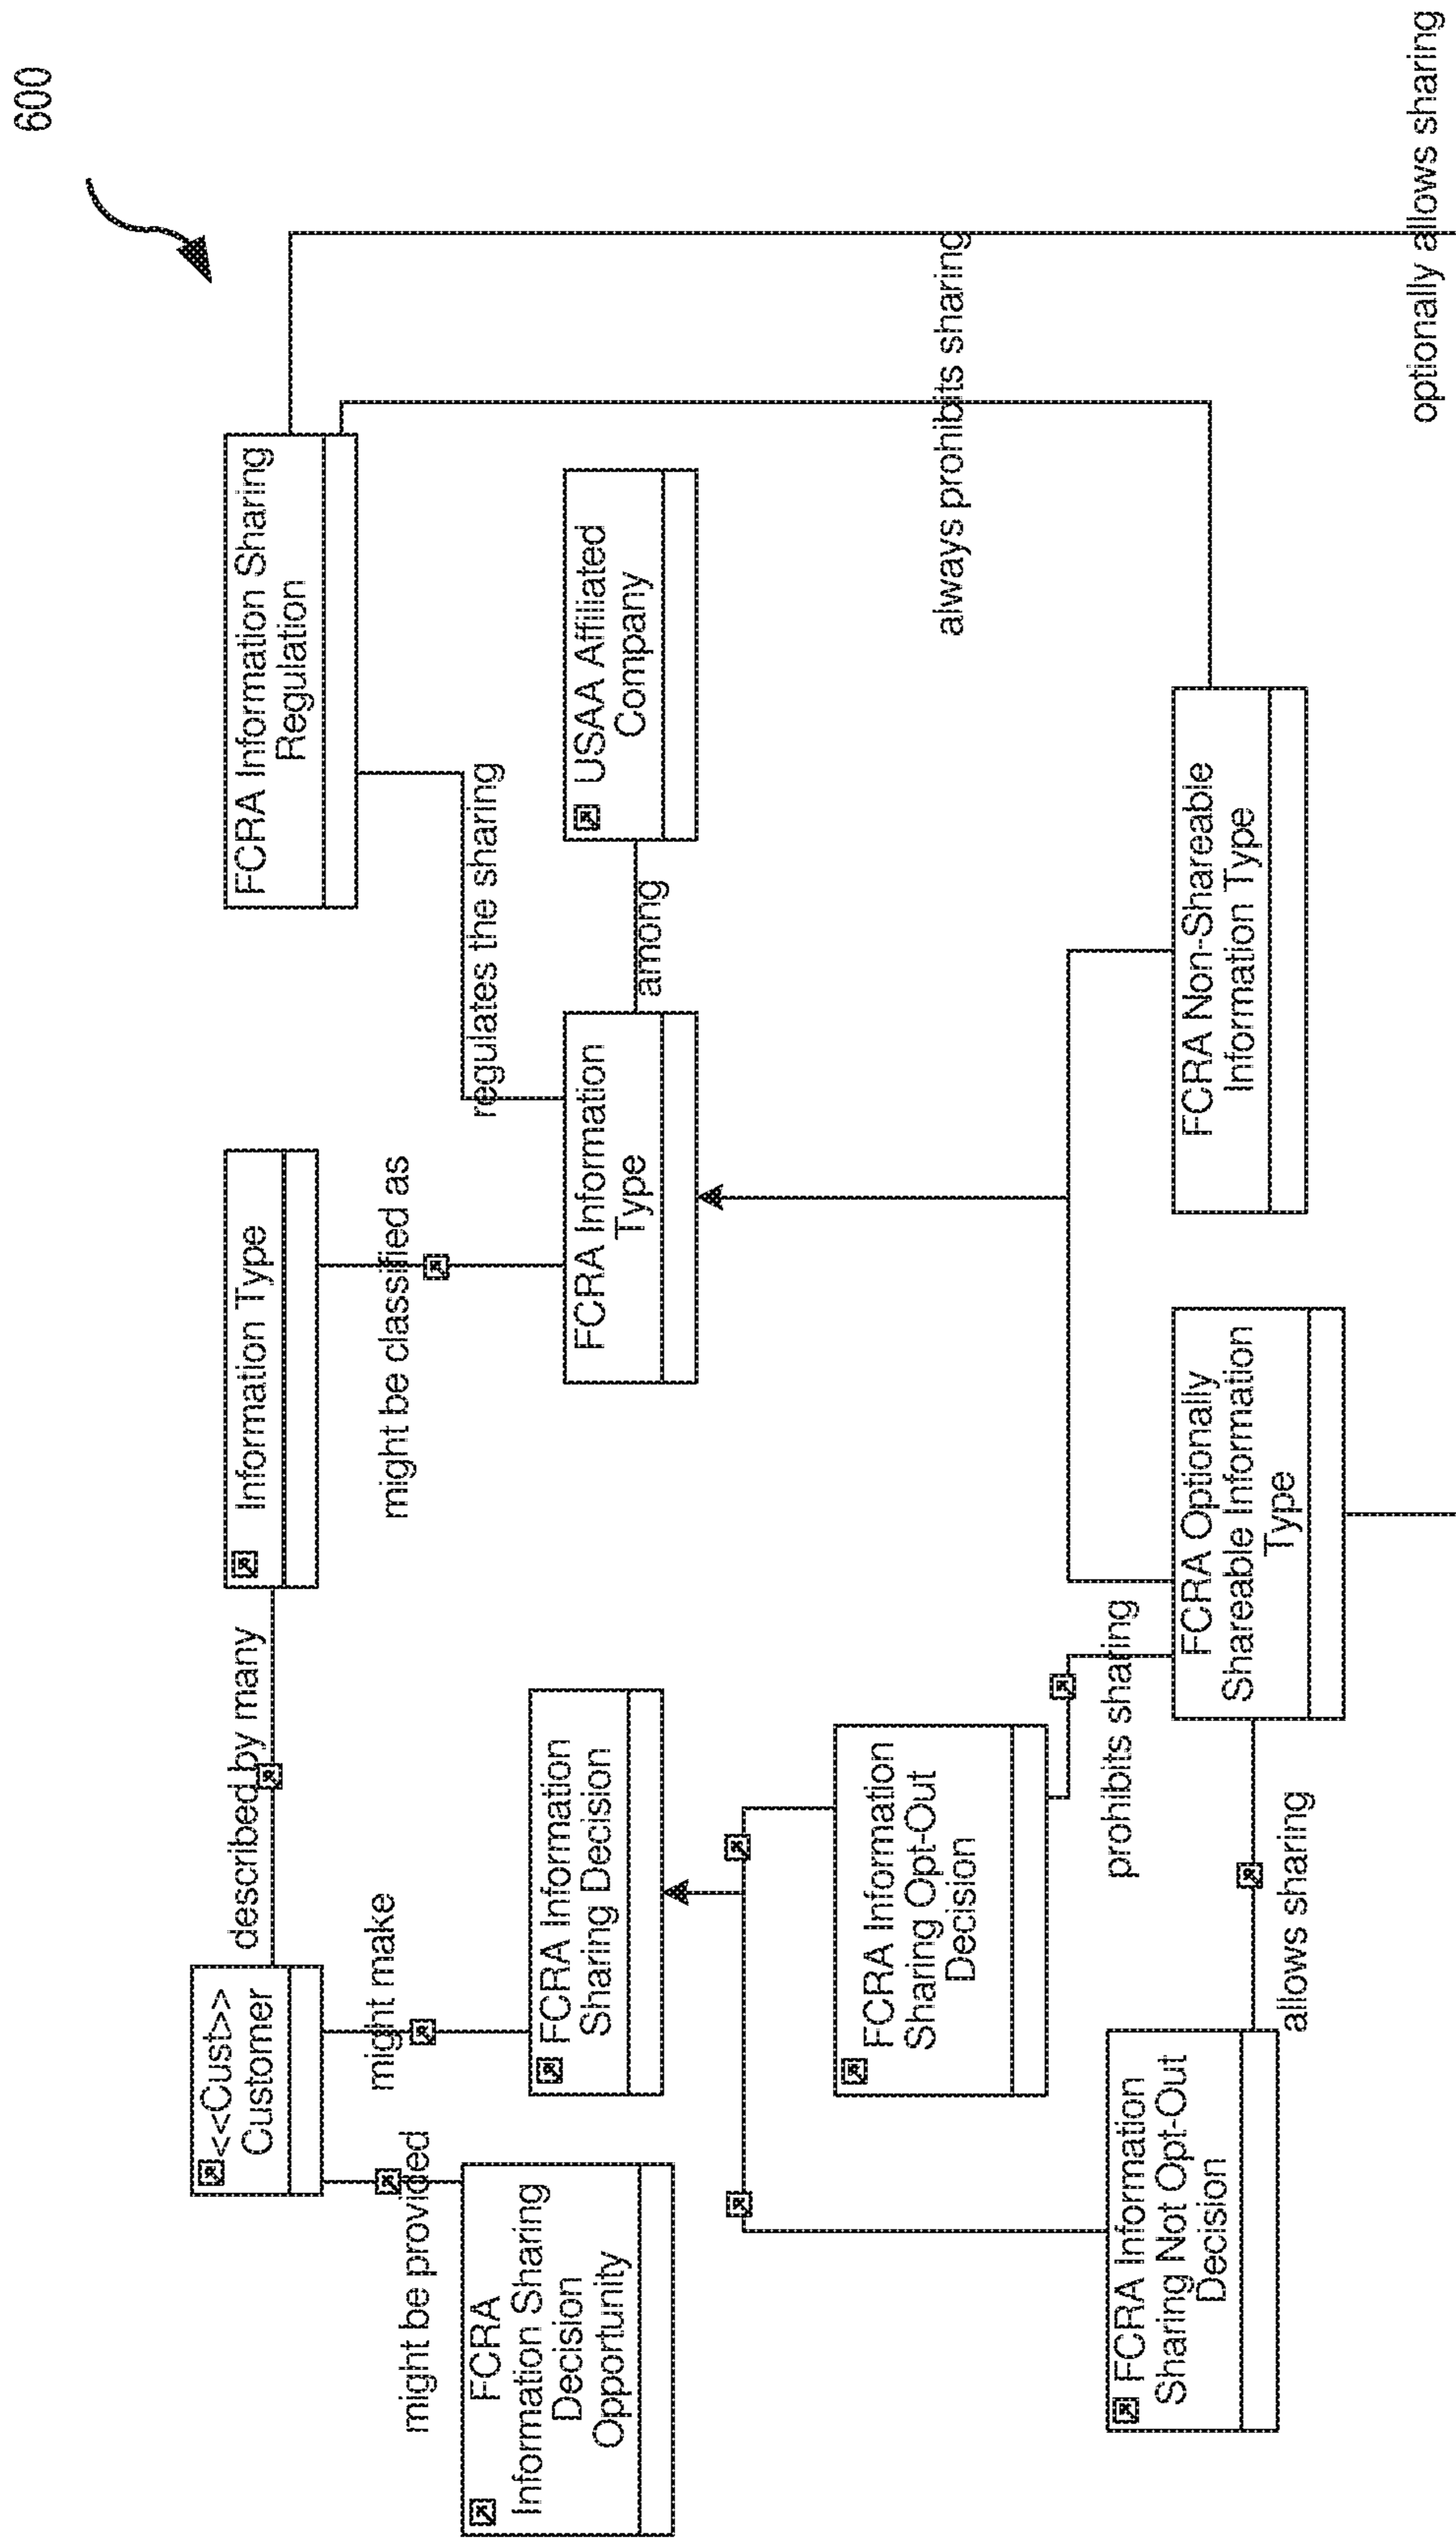 600
<<Cust>>
Customer
described by many
Information Type
FCRA Information Sharing
Regulation
might be provided
might make
might be classified as
regulates the sharing
FCRA
Information Sharing
Decision
Opportunity
FCRA Information
Sharing Decision
FCRA Information
Type
among
USAA Affiliated
Company
FCRA Information
Sharing Opt-Out
Decision
always prohibits sharing
prohibits sharing
FCRA Information
Sharing Not Opt-Out
Decision
allows sharing
FCRA Optionally
Shareable Information
Type
FCRA Non-Shareable
Information Type
optionally allows sharing